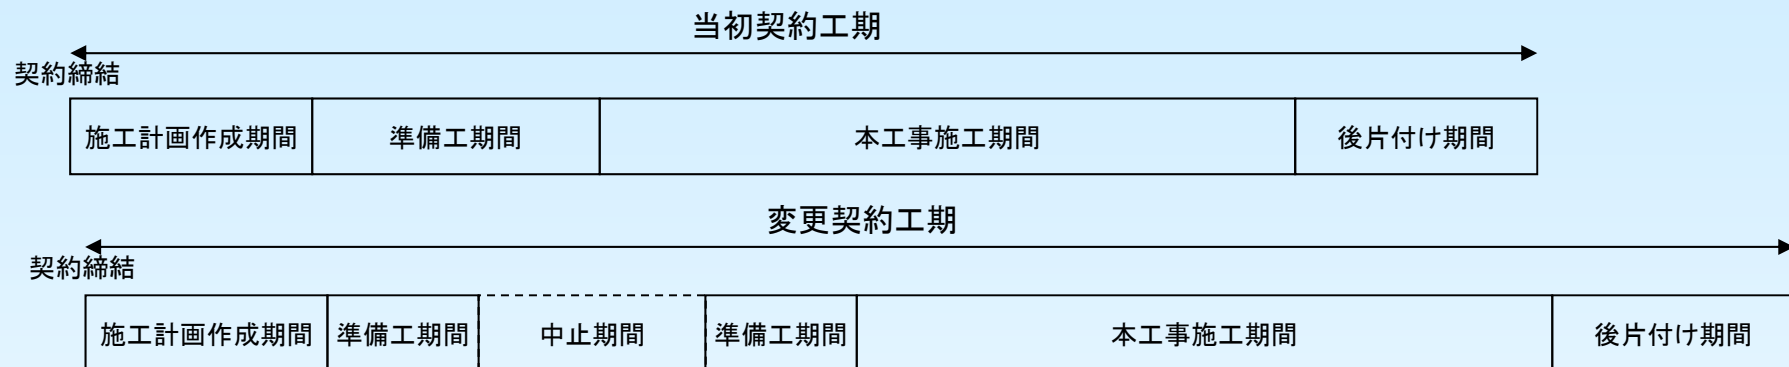 当初契約工期
契約締結
施工計画作成期間 準備工期間 本工事施工期間 後片付け期間
変更契約工期
契約締結
施工計画作成期間 準備工期間 中止期間 準備工期間 本工事施工期間 後片付け期間